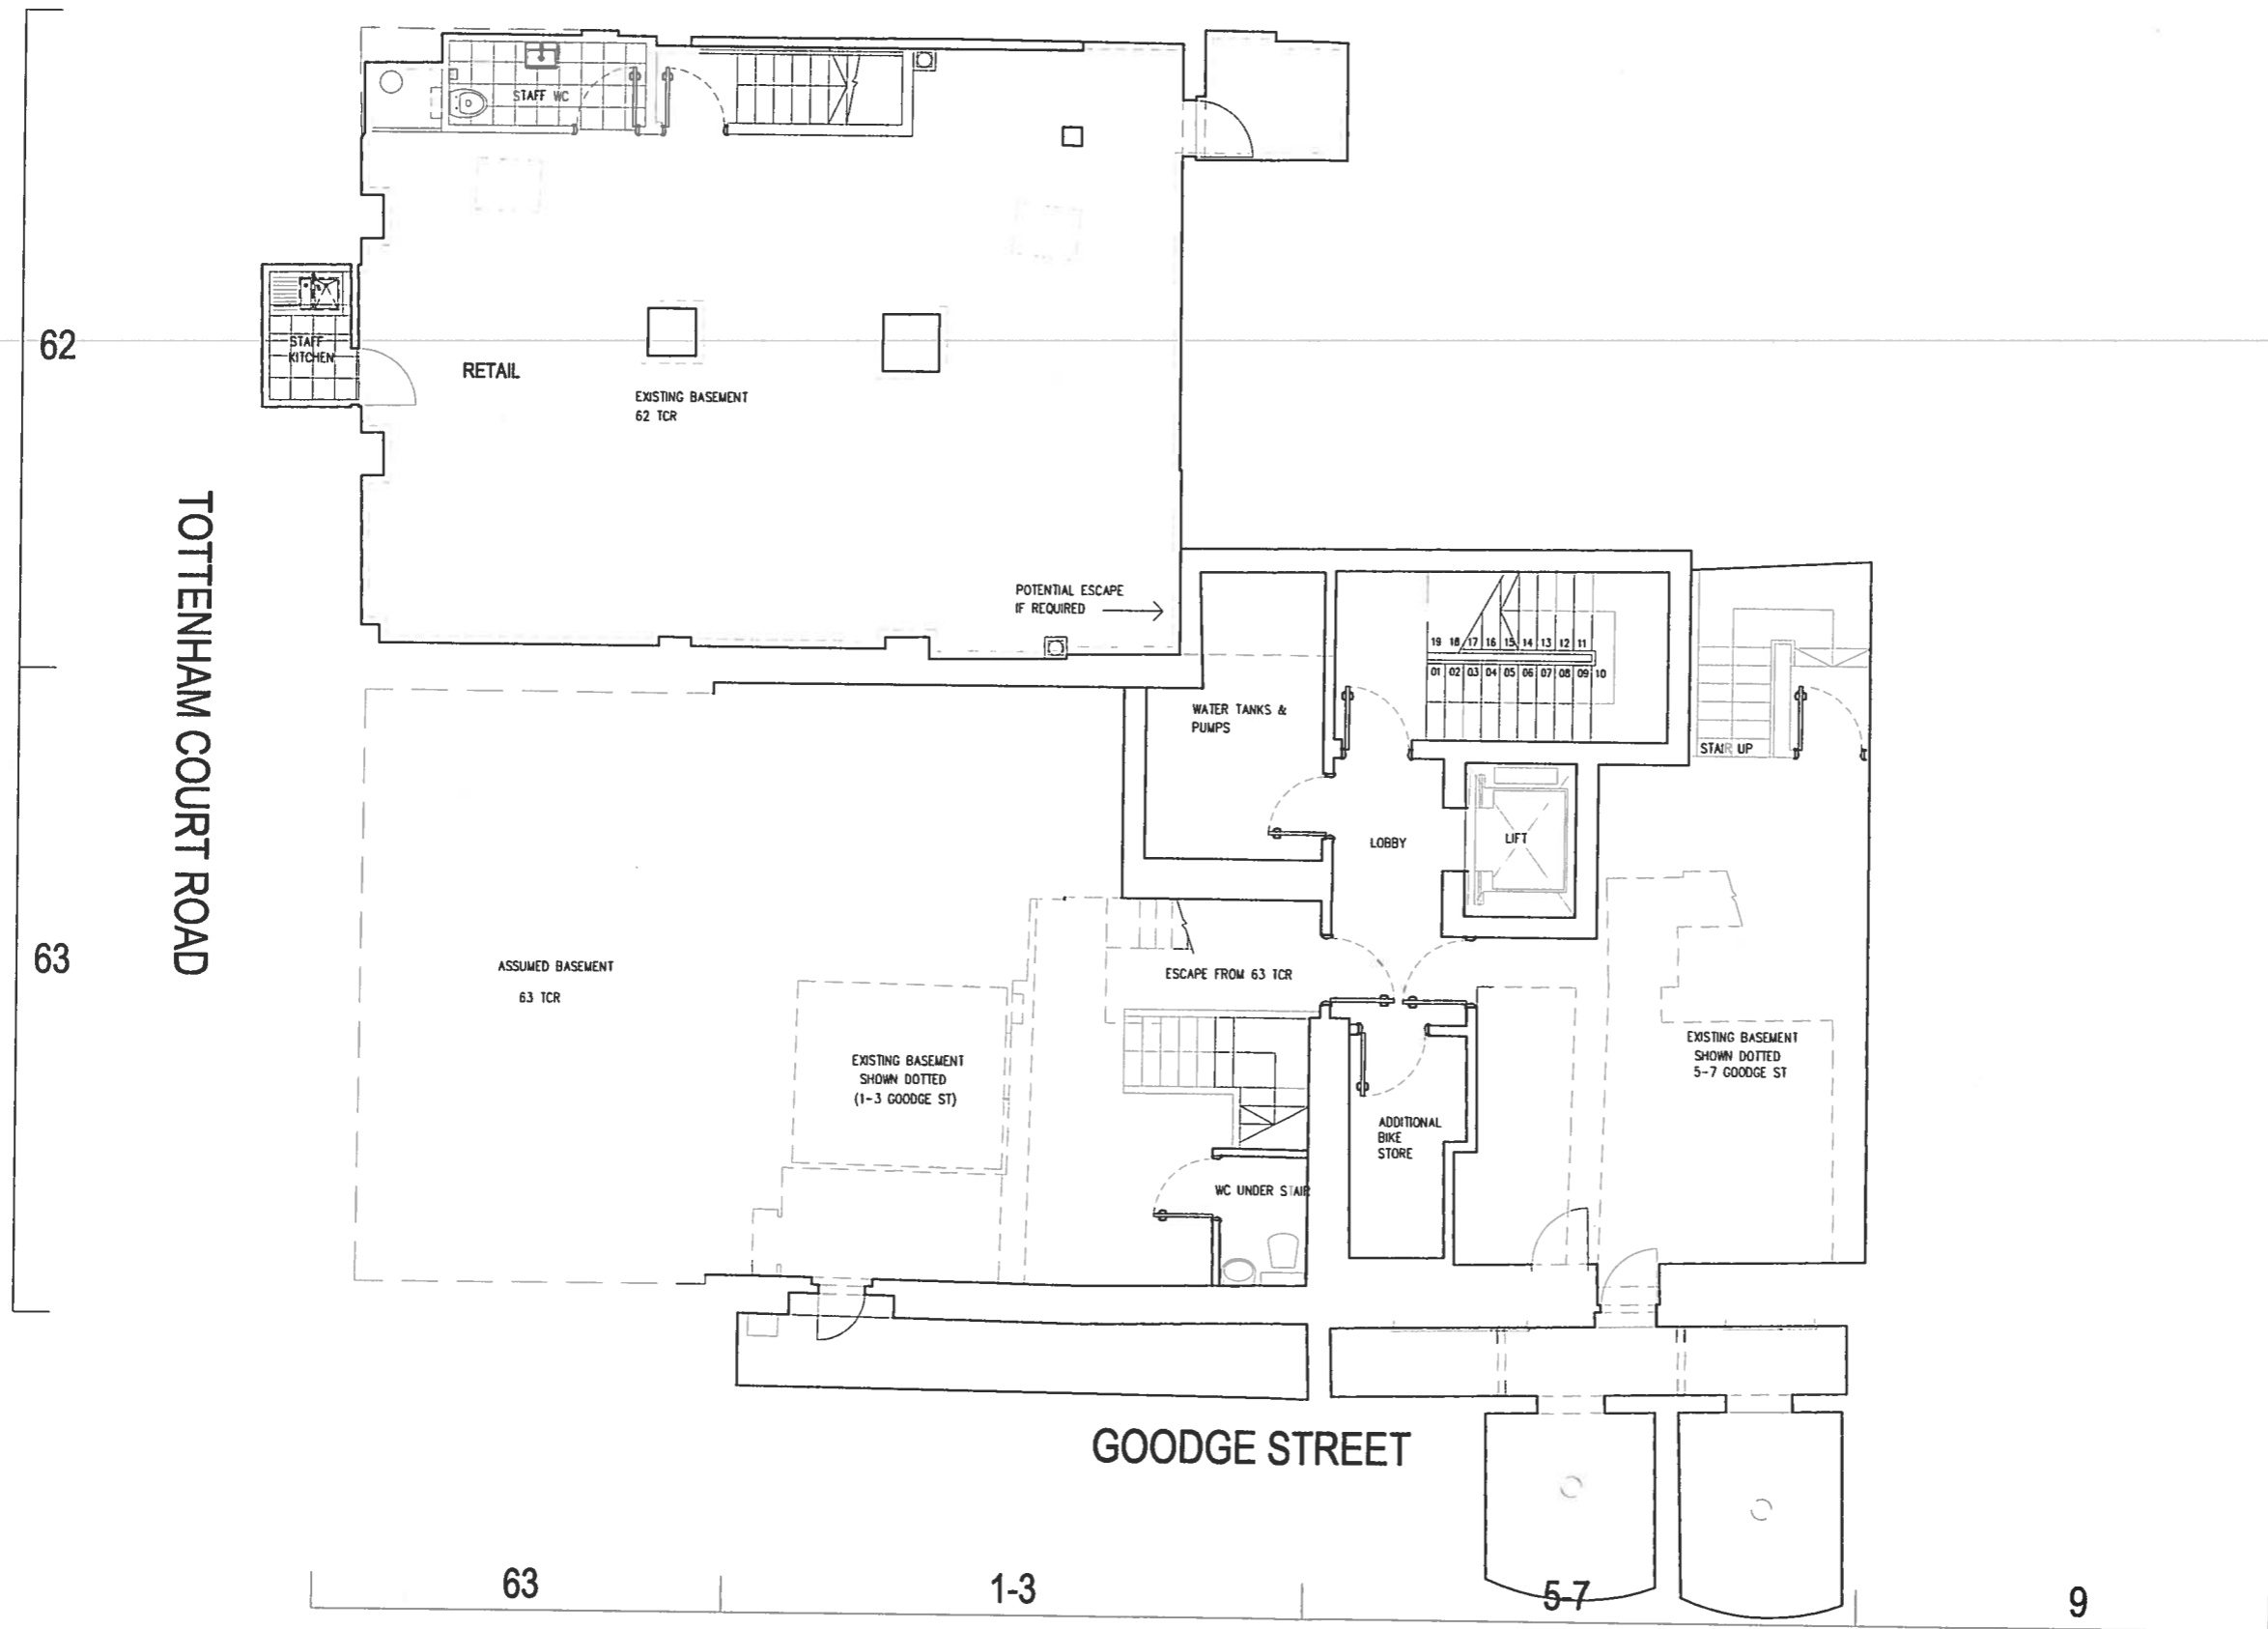 STAFF WC
62
STAFF
KITCHEN
RETAIL
EXISTING BASEMENT
62 TCR
TOTTENHAM COURT ROAD
POTENTIAL ESCAPE
IF REQUIRED
19 18 17 16 15 14 13 12 11
01 02 03 04 05 06 07 08 09 10
WATER TANKS &
PUMPS
STAIR UP
LOBBY
LIFT
63
ASSUMED BASEMENT
63 TCR
ESCAPE FROM 63 TCR
EXISTING BASEMENT
SHOWN DOTTED
(1-3 GOODGE ST)
EXISTING BASEMENT
SHOWN DOTTED
5-7 GOODGE ST
ADDITIONAL
BIKE
STORE
WC UNDER STAIR
GOODGE STREET
63
1-3
5-7
9